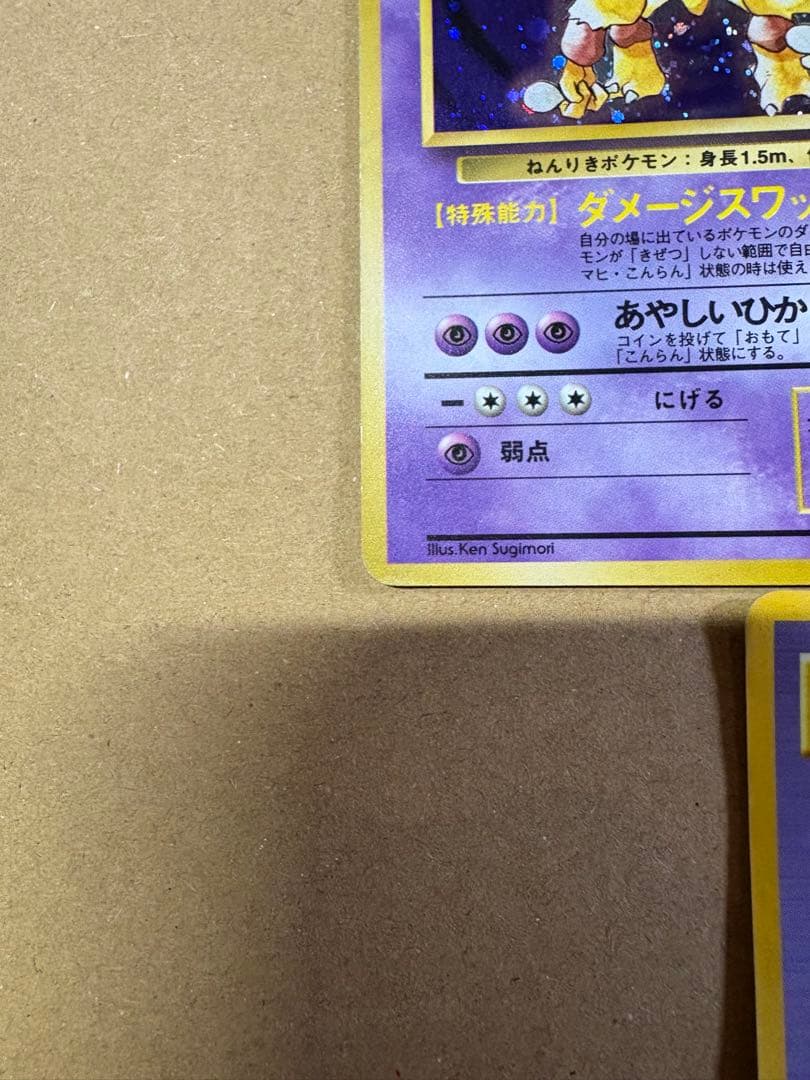 ねんりきポケモン：身長1.5m、
【特殊能力】 ダメージスワッ
自分の場に出ているポケモンのダ
モンが「きぜつ」しない範囲で自
マヒ・こんらん」状態の時は使え
あやしいひか
コインを投げて「おもて」
「こんらん」状態にする。
にげる
弱点
Illus.Ken Sugimori